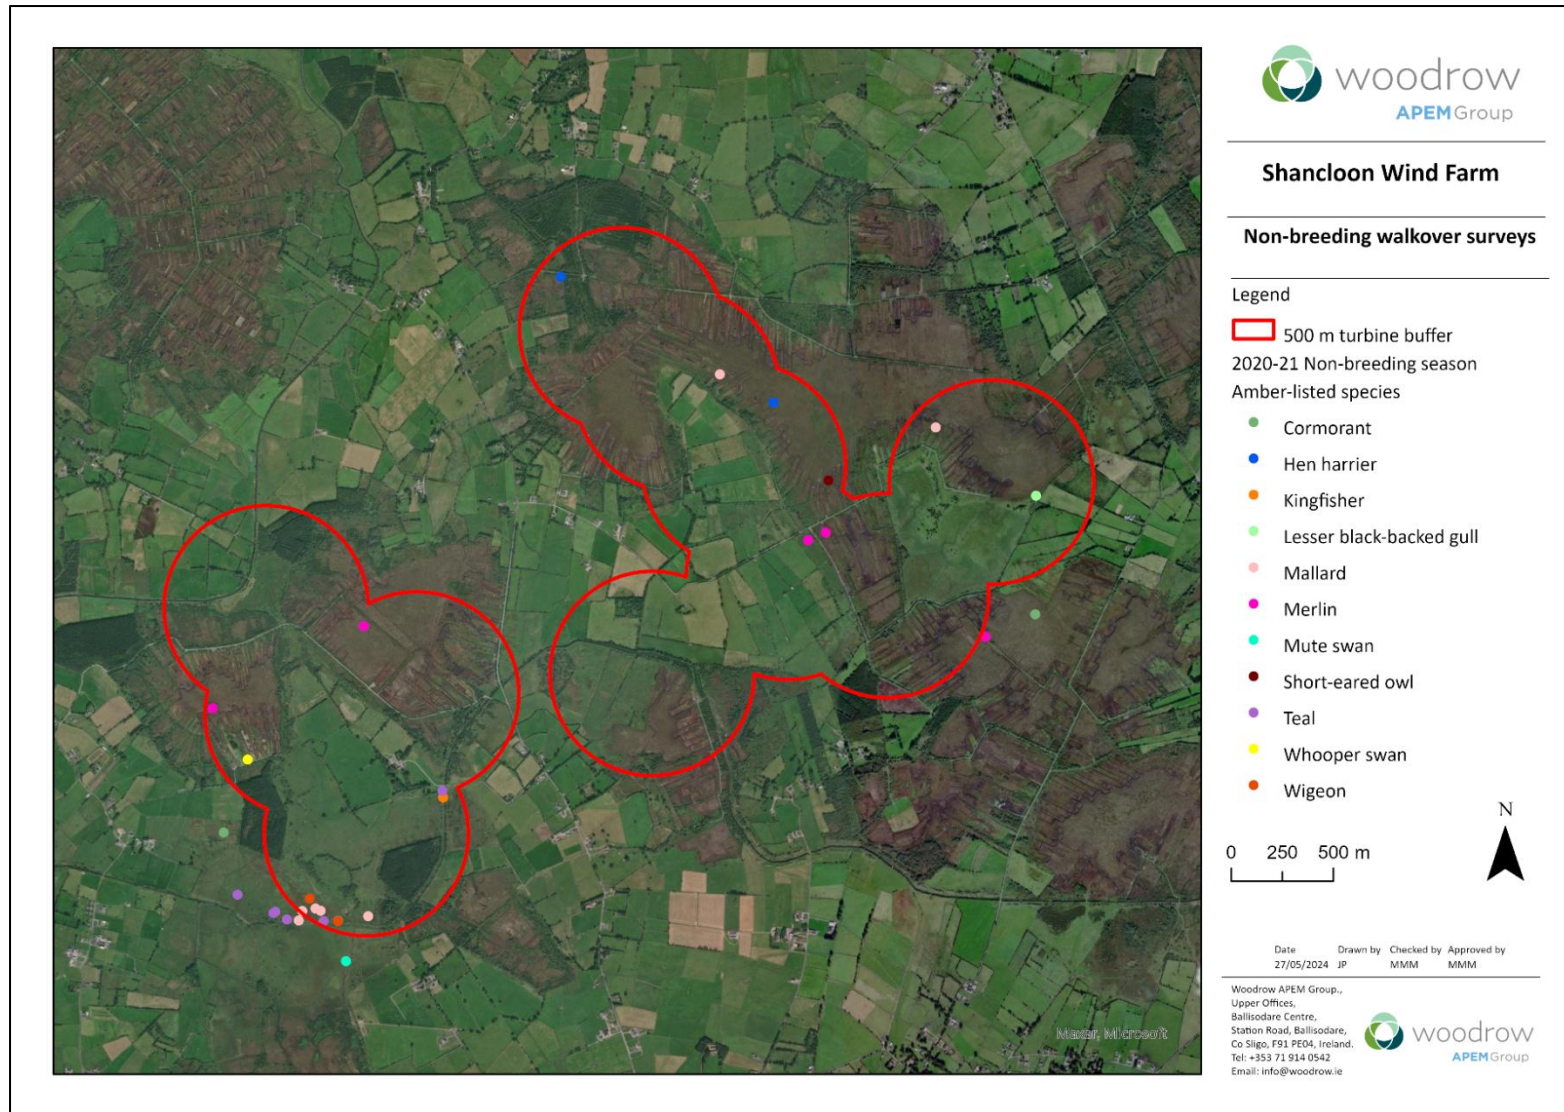 woodrow
APEM Group
Shancloon Wind Farm
Non-breeding walkover surveys
Legend
500 m turbine buffer
2020-21 Non-breeding season
Amber-listed species
Cormorant
Hen harrier
Kingfisher
Lesser black-backed gull
Mallard
Merlin
Mute swan
Short-eared owl
Teal
Whooper swan
Wigeon
N
0 250 500 m
Date Drawn by Checked by Approved by
27/05/2024 JP MMM MMM
Woodrow APEM Group.,
Upper Offices,
Ballisodare Centre,
Station Road, Ballisodare,
Co Sligo, F91 PE04, Ireland.
Tel: +353 71 914 0542
Email: info@woodrow.ie
woodrow
APEM Group
Maxar, Microsoft